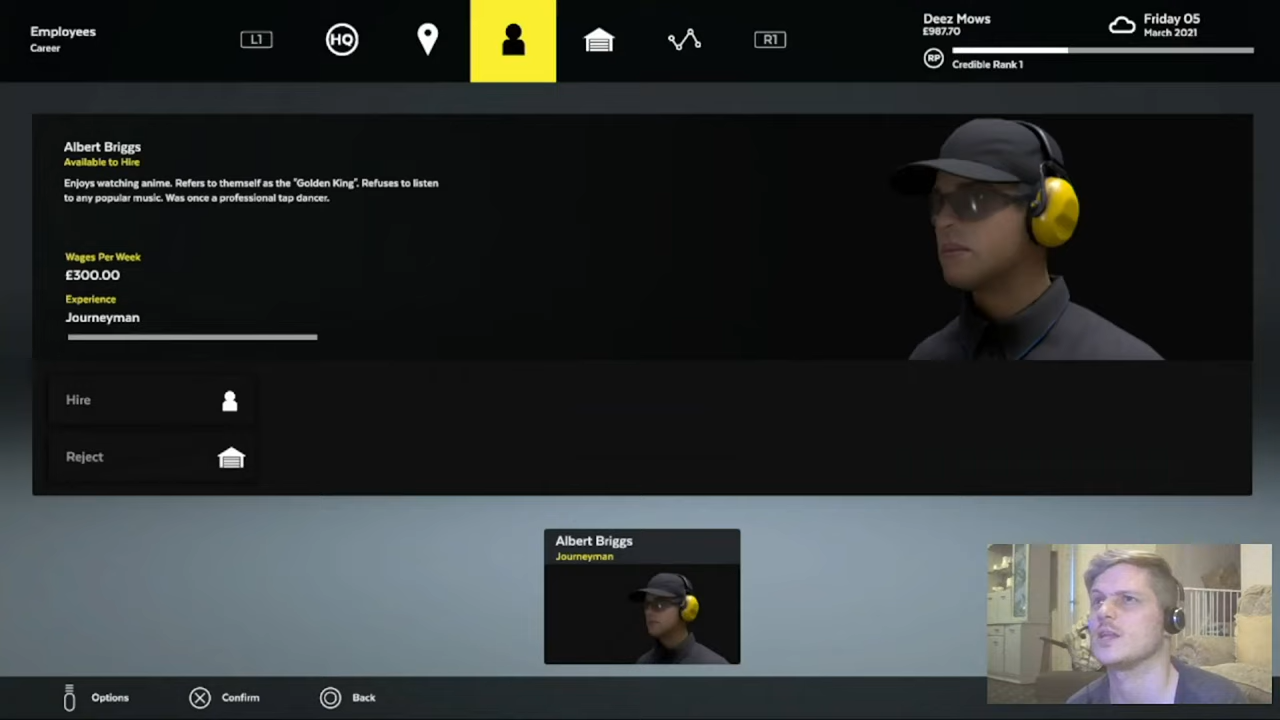 Employees
Career
L1
HQ
R1
Deez Mows
£987.70
RP
Credible Rank 1
Friday 05
March 2021
Albert Briggs
Available to Hire
Enjoys watching anime. Refers to themself as the "Golden King". Refuses to listen
to any popular music. Was once a professional tap dancer.
Wages Per Week
£300.00
Experience
Journeyman
Hire
Reject
Albert Briggs
Journeyman
Options
Confirm
Back